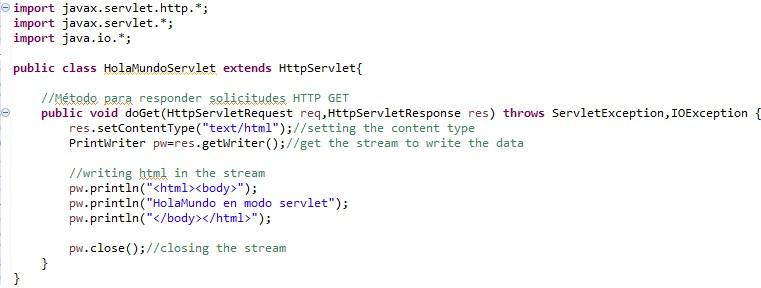 import javax.servlet.http.*;
import javax.servlet.*;
import java.io.*;
public class HolaMundoServlet extends HttpServlet{
//Método para responder solicitudes HTTP GET
public void doGet(HttpServletRequest req,HttpServletResponse res) throws ServletException,IOException {
res.setContentType("text/html");//setting the content type
PrintWriter pw=res.getWriter();//get the stream to write the data
//writing html in the stream
pw.println("<html><body>");
pw.println("HolaMundo en modo servlet");
pw.println("</body></html>");
pw.close();//closing the stream
}
}